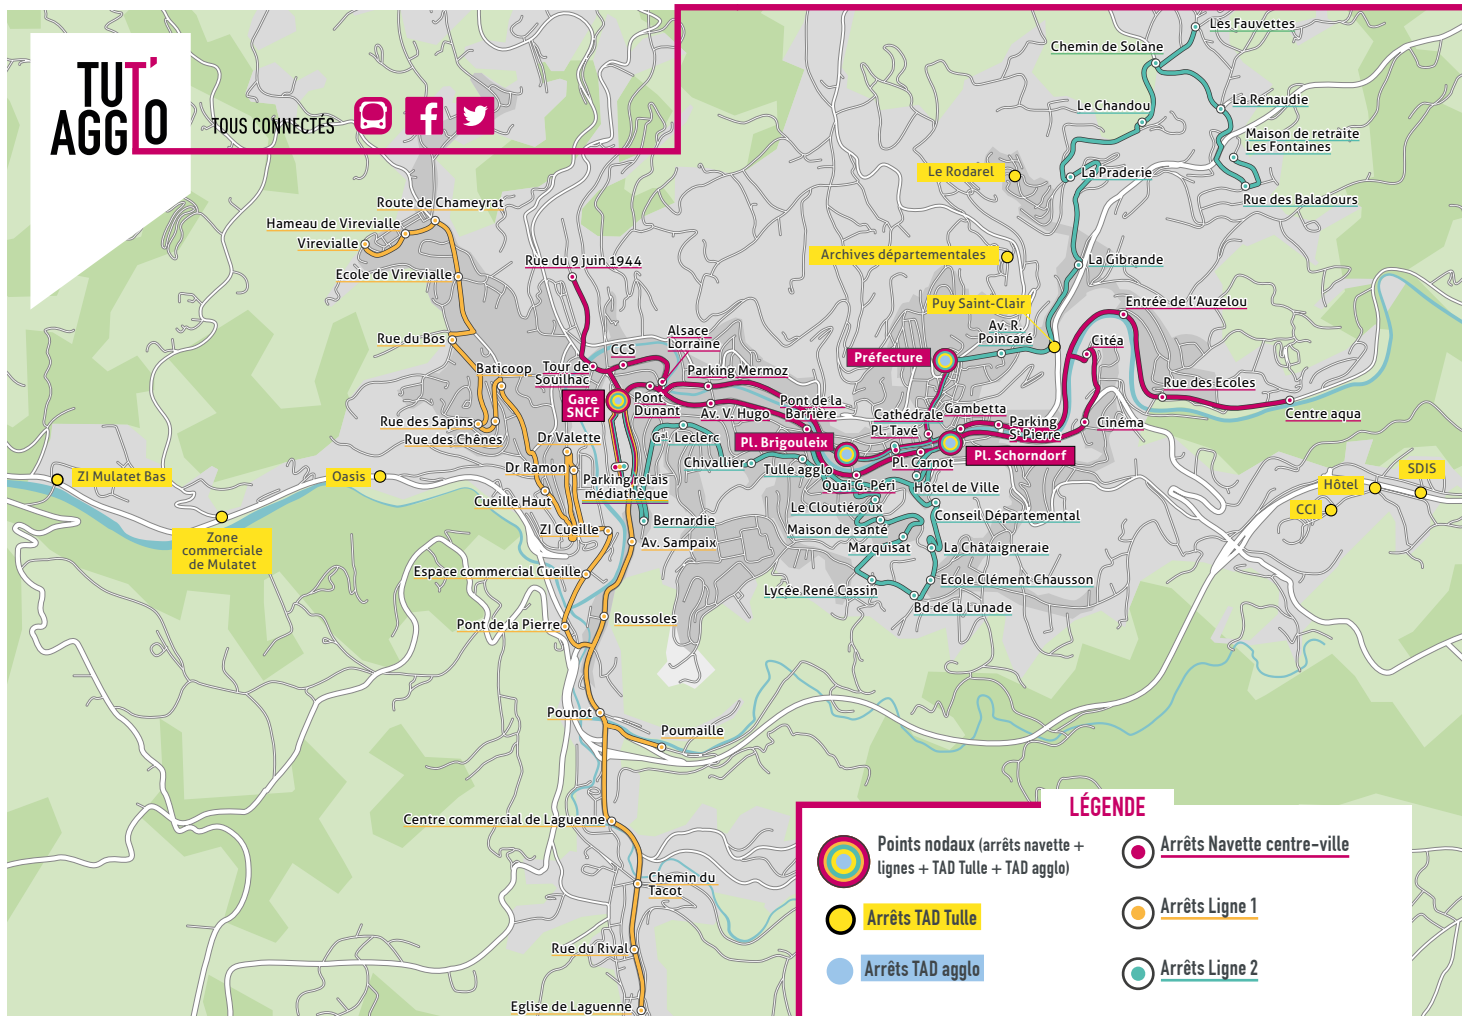 TUT'
AGGLO
TOUS CONNECTÉS
Les Fauvettes
Chemin de Solane
Le Chandou
La Renaudie
Maison de retraite
Les Fontaines
Le Rodarel
La Praderie
Rue des Baladours
Route de Chameyrat
Hameau de Virevialle
Virevialle
Ecole de Virevialle
Rue du 9 juin 1944
Archives départementales
La Gibrande
Puy Saint-Clair
Entrée de l'Auzelou
Av. R.
Poincaré
Rue du Bos
Alsace
Lorraine
CCS
Citéa
Préfecture
Baticoop
Tour de
Souilhac
Parking Mermoz
Rue des Ecoles
Gare
SNCF
Pont
Dunant
Av. V. Hugo
Pont de la
Barrière
Cathédrale
Gambetta
Centre aqua
Rue des Sapins
Rue des Chênes
Dr Valette
Gal. Leclerc
Pl. Brigouleix
Pl. Tavé
Parking
St Pierre
Cinéma
Pl. Schorndorf
Chivallier
Tulle agglo
Pl. Carnot
ZI Mulatet Bas
Oasis
Dr Ramon
Parking relais
médiathèque
Quai G. Péri
Hôtel de Ville
SDIS
Hôtel
CCI
Cueille Haut
Le Cloutiéroux
Conseil Départemental
Zone
commerciale
de Mulatet
ZI Cueille
Bernardie
Maison de santé
Av. Sampaix
Marquisat
La Châtaigneraie
Espace commercial Cueille
Lycée René Cassin
Ecole Clément Chausson
Bd de la Lunade
Pont de la Pierre
Roussoles
Pounot
Poumaille
Centre commercial de Laguenne
Chemin du
Tacot
Rue du Rival
Eglise de Laguenne
LÉGENDE
Points nodaux (arrêts navette +
lignes + TAD Tulle + TAD agglo)
Arrêts TAD Tulle
Arrêts TAD agglo
Arrêts Navette centre-ville
Arrêts Ligne 1
Arrêts Ligne 2